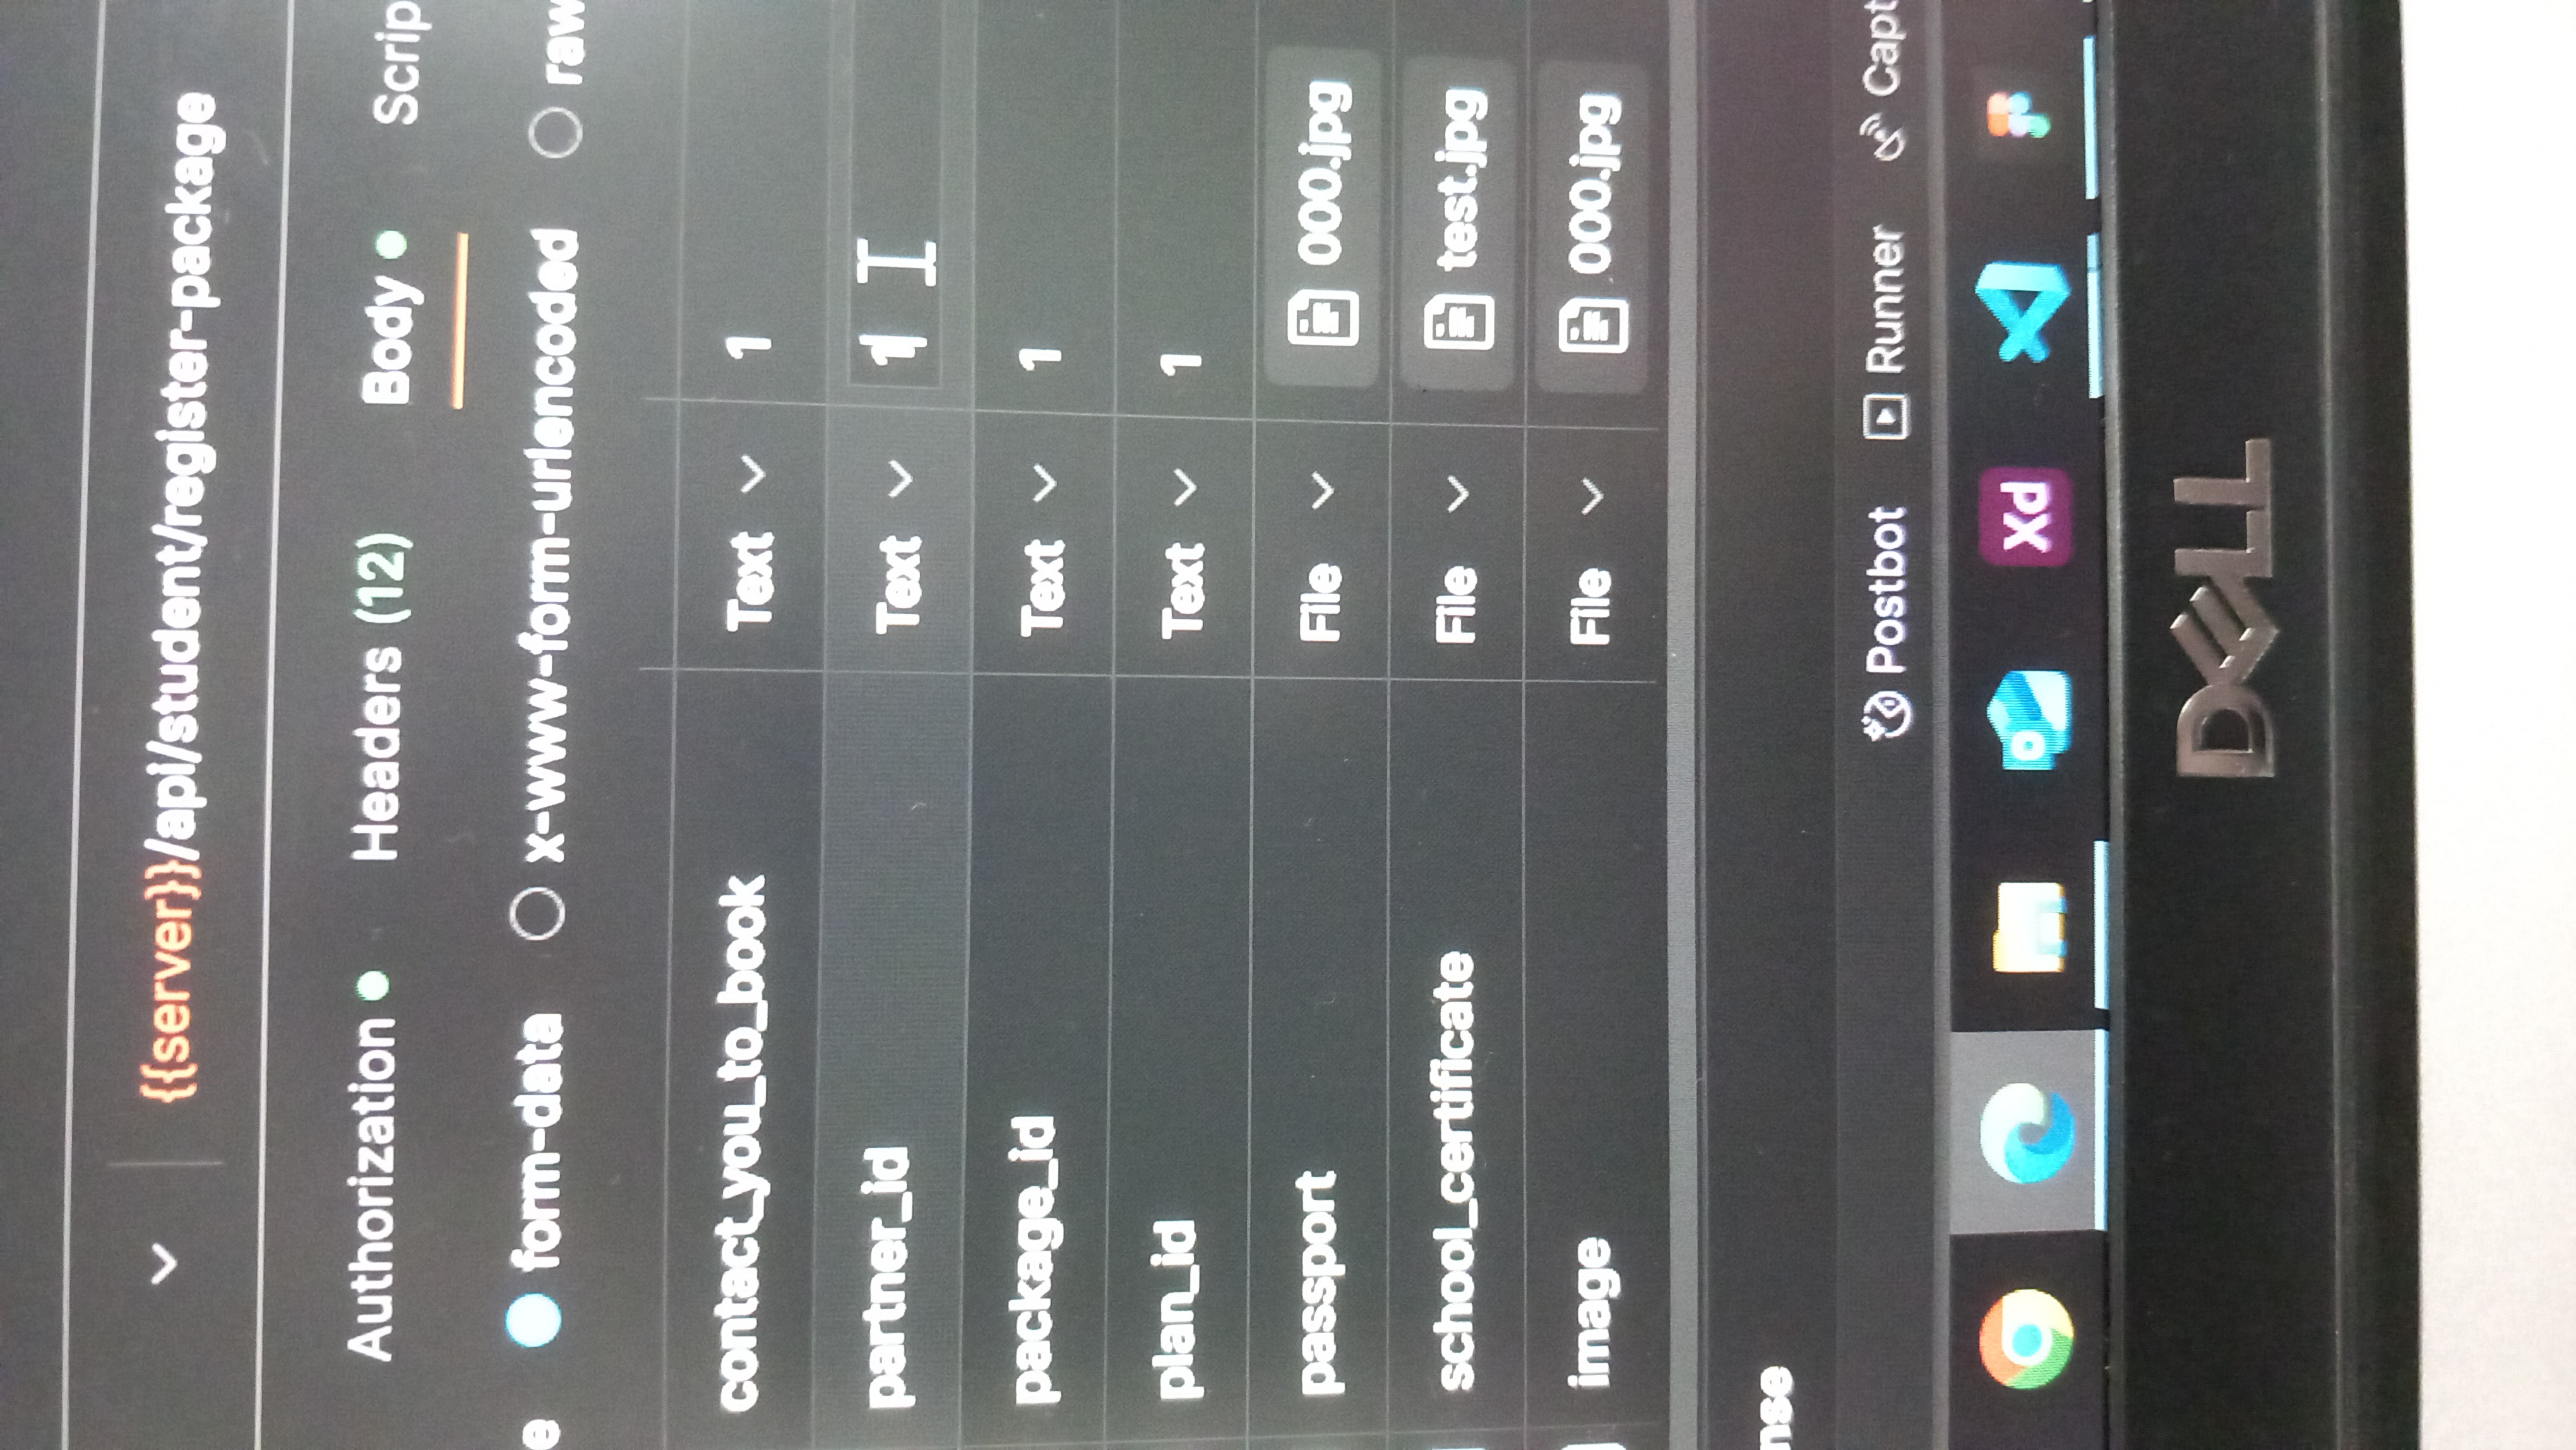 {{server}}/api/student/register-package
Authorization Headers (12) Body Scrip
e form-data x-www-form-urlencoded raw
contact_you_to_book Text 1
partner_id Text 1
package_id Text 1
plan_id Text 1
passport File 000.jpg
school_certificate File test.jpg
image File 000.jpg
nse
Postbot Runner Capt
Xd
DELL